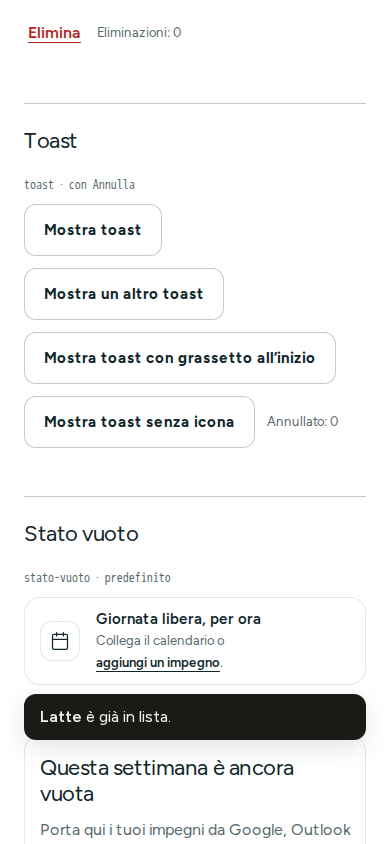 Elimina Eliminazioni: 0
Toast
toast · con Annulla
Mostra toast
Mostra un altro toast
Mostra toast con grassetto all’inizio
Mostra toast senza icona Annullato: 0
Stato vuoto
stato-vuoto · predefinito
Giornata libera, per ora
Collega il calendario o
aggiungi un impegno.
Latte è già in lista.
Questa settimana è ancora
vuota
Porta qui i tuoi impegni da Google, Outlook